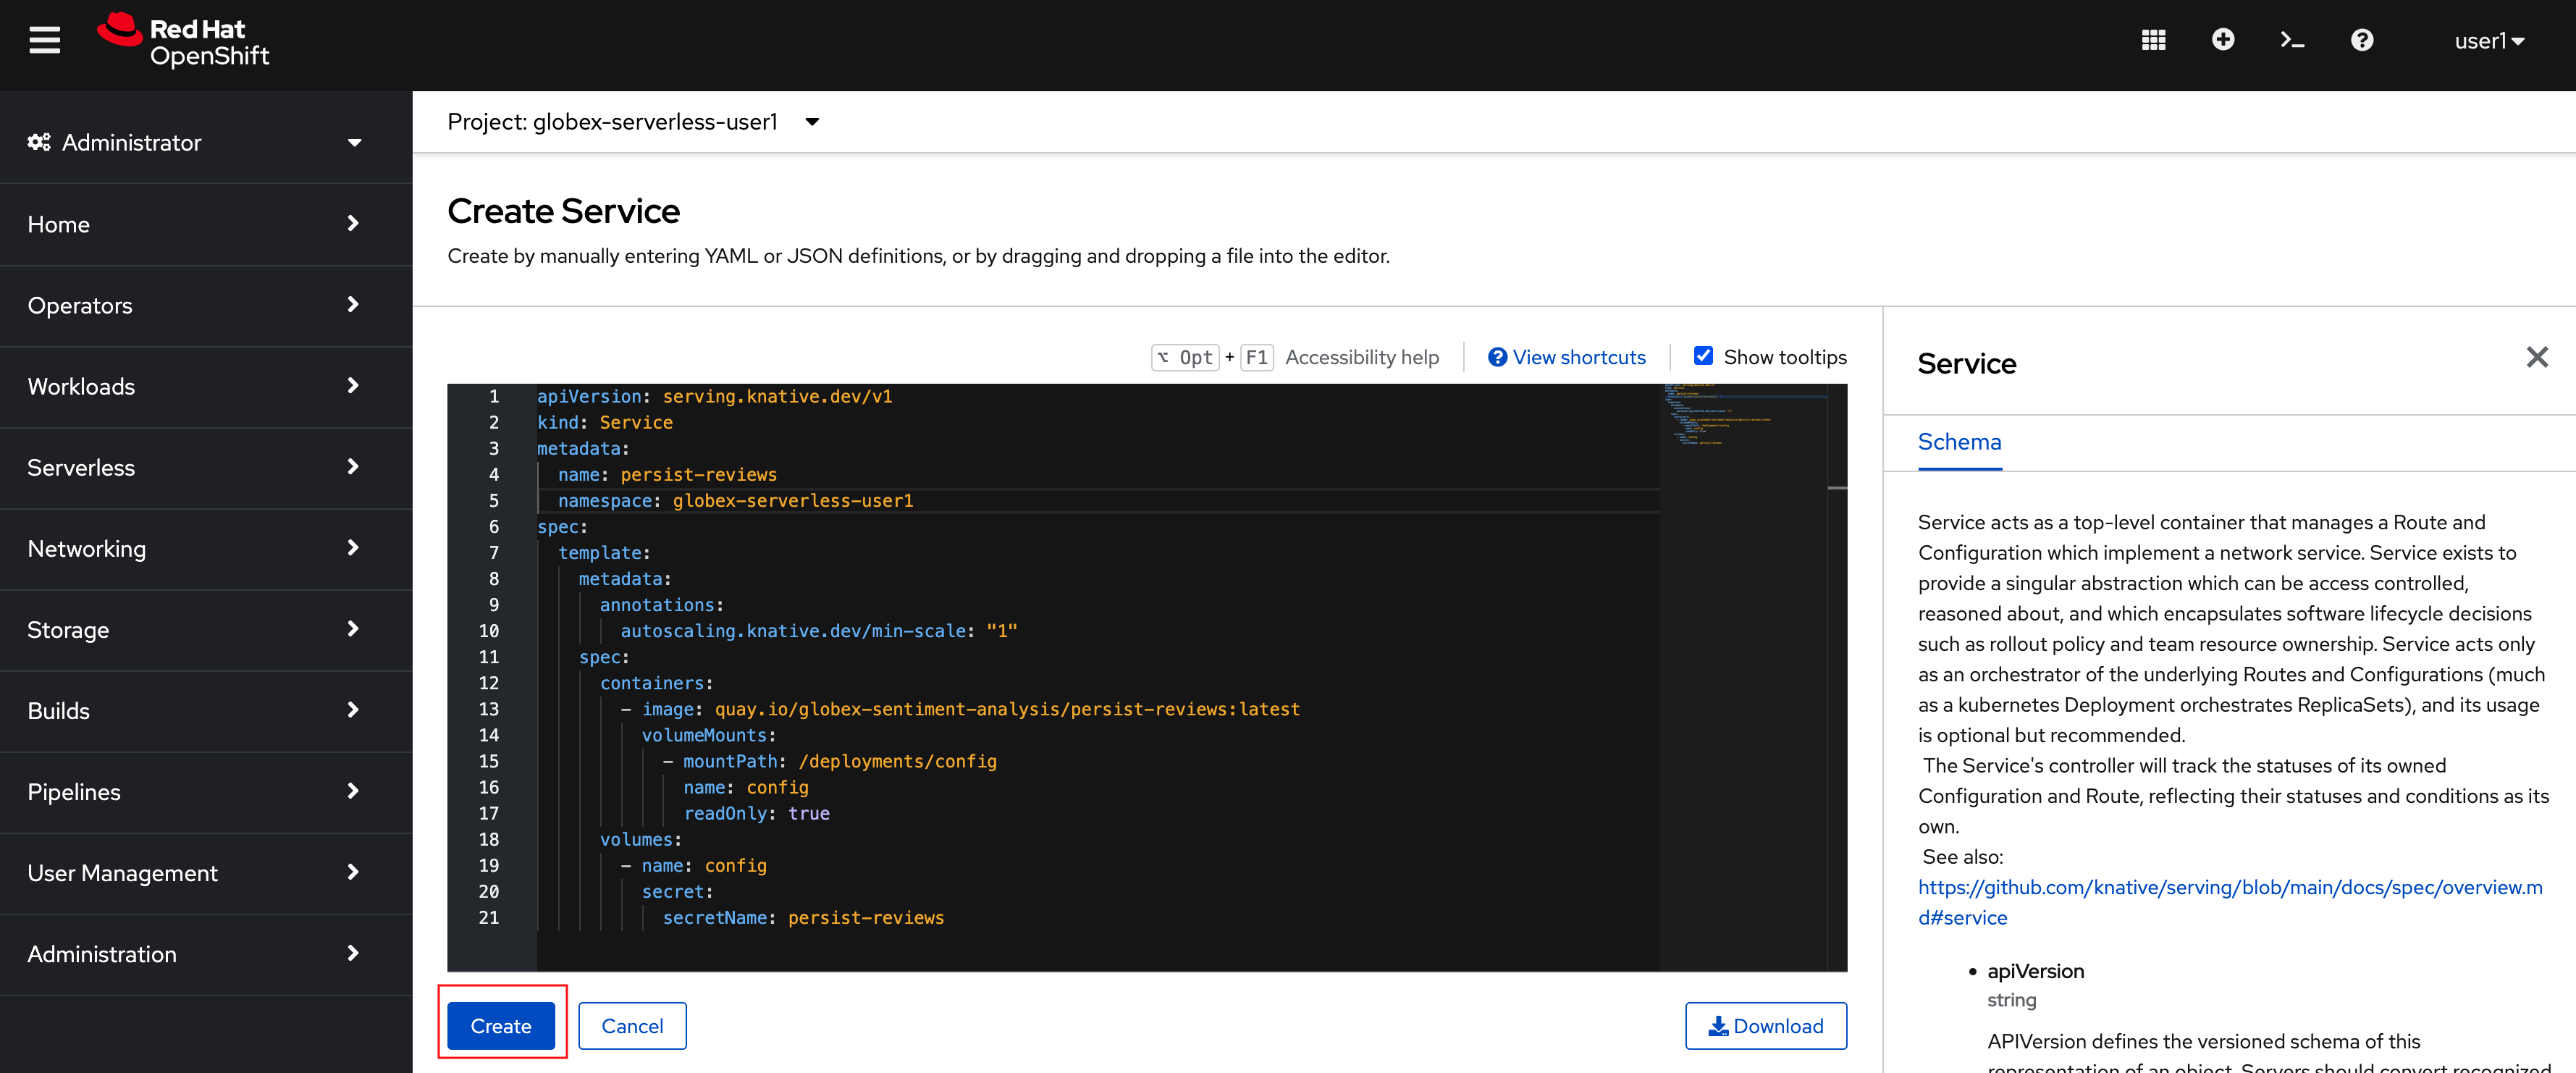 Red Hat
OpenShift
user1
Administrator
Home
Operators
Workloads
Serverless
Networking
Storage
Builds
Pipelines
User Management
Administration
Project: globex-serverless-user1
Create Service
Create by manually entering YAML or JSON definitions, or by dragging and dropping a file into the editor.
⌥ Opt + F1 Accessibility help View shortcuts Show tooltips
1 apiVersion: serving.knative.dev/v1
2 kind: Service
3 metadata:
4   name: persist-reviews
5   namespace: globex-serverless-user1
6 spec:
7   template:
8     metadata:
9       annotations:
10         autoscaling.knative.dev/min-scale: "1"
11     spec:
12       containers:
13         - image: quay.io/globex-sentiment-analysis/persist-reviews:latest
14           volumeMounts:
15             - mountPath: /deployments/config
16               name: config
17               readOnly: true
18       volumes:
19         - name: config
20           secret:
21             secretName: persist-reviews
Create Cancel Download
Service
Schema
Service acts as a top-level container that manages a Route and
Configuration which implement a network service. Service exists to
provide a singular abstraction which can be access controlled,
reasoned about, and which encapsulates software lifecycle decisions
such as rollout policy and team resource ownership. Service acts only
as an orchestrator of the underlying Routes and Configurations (much
as a kubernetes Deployment orchestrates ReplicaSets), and its usage
is optional but recommended.
The Service's controller will track the statuses of its owned
Configuration and Route, reflecting their statuses and conditions as its
own.
See also:
https://github.com/knative/serving/blob/main/docs/spec/overview.m
d#service
• apiVersion
string
APIVersion defines the versioned schema of this
representation of an object. Servers should convert recognized